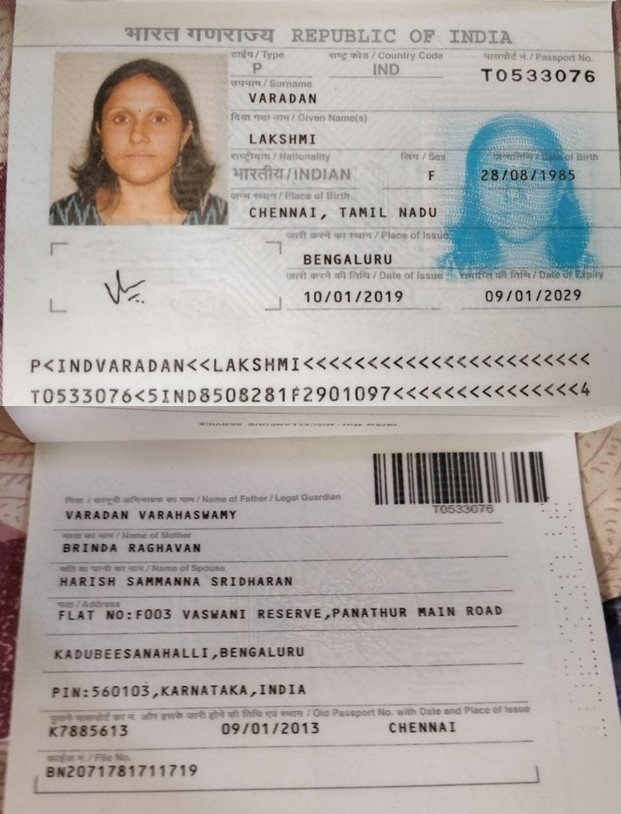 भारत गणराज्य REPUBLIC OF INDIA
टाईप / Type राष्ट्र कोड / Country Code पासपोर्ट नं. / Passport No.
P IND T0533076
उपनाम / Surname
VARADAN
दिया गया नाम / Given Name(s)
LAKSHMI
राष्ट्रीयता / Nationality लिंग / Sex जन्मतिथि / Date of Birth
भारतीय / INDIAN F 28/08/1985
जन्म स्थान / Place of Birth
CHENNAI, TAMIL NADU
जारी करने का स्थान / Place of Issue
BENGALURU
जारी करने की तिथि / Date of Issue समाप्ति की तिथि / Date of Expiry
10/01/2019 09/01/2029
P<INDVARADAN<<LAKSHMI<<<<<<<<<<<<<<<<<<<<<<<
T0533076<5IND8508281F2901097<<<<<<<<<<<<<<<4
T0533076
पिता / कानूनी अभिभावक का नाम / Name of Father / Legal Guardian
VARADAN VARAHASWAMY
माता का नाम / Name of Mother
BRINDA RAGHAVAN
पति या पत्नी का नाम / Name of Spouse
HARISH SAMMANNA SRIDHARAN
पता / Address
FLAT NO:F003 VASWANI RESERVE,PANATHUR MAIN ROAD
KADUBEESANAHALLI,BENGALURU
PIN:560103,KARNATAKA,INDIA
पुराने पासपोर्ट का नं. और इसके जारी होने की तिथि एवं स्थान / Old Passport No. with Date and Place of Issue
K7885613 09/01/2013 CHENNAI
फाईल नं. / File No.
BN2071781711719